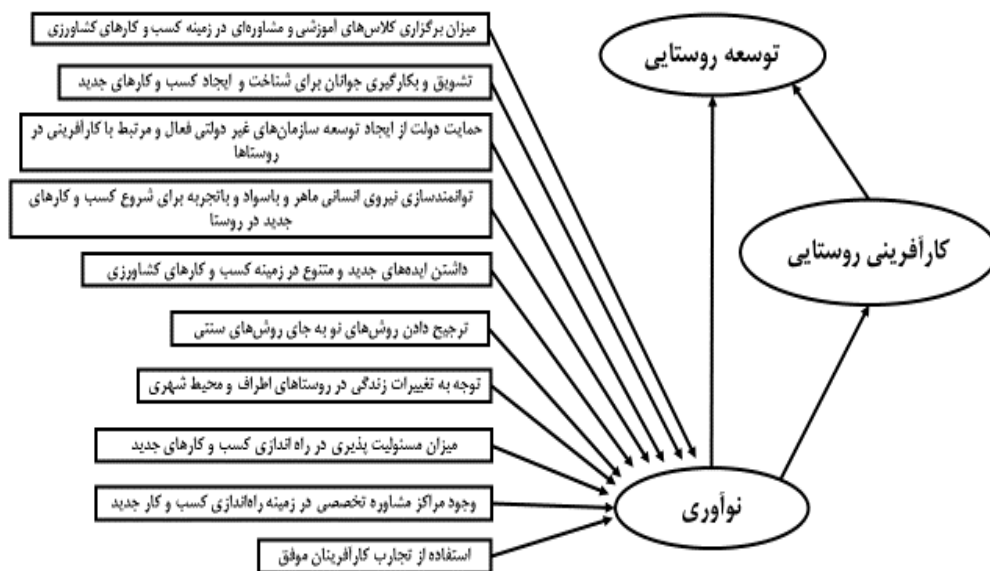 میزان برگزاری کلاس‌های آموزشی و مشاوره‌ای در زمینه کسب و کارهای کشاورزی
تشویق و بکارگیری جوانان برای شناخت و ایجاد کسب و کارهای جدید
حمایت دولت از ایجاد توسعه سازمان‌های غیر دولتی فعال و مرتبط با کارآفرینی در
روستاها
توانمندسازی نیروی انسانی ماهر و باسواد و باتجربه برای شروع کسب و کارهای
جدید در روستا
داشتن ایده‌های جدید و متنوع در زمینه کسب و کارهای کشاورزی
ترجیح دادن روش‌های نو به جای روش‌های سنتی
توجه به تغییرات زندگی در روستاهای اطراف و محیط شهری
میزان مسئولیت پذیری در راه اندازی کسب و کارهای جدید
وجود مراکز مشاوره تخصصی در زمینه راه‌اندازی کسب و کار جدید
استفاده از تجارب کارآفرینان موفق
توسعه روستایی
کارآفرینی روستایی
نوآوری